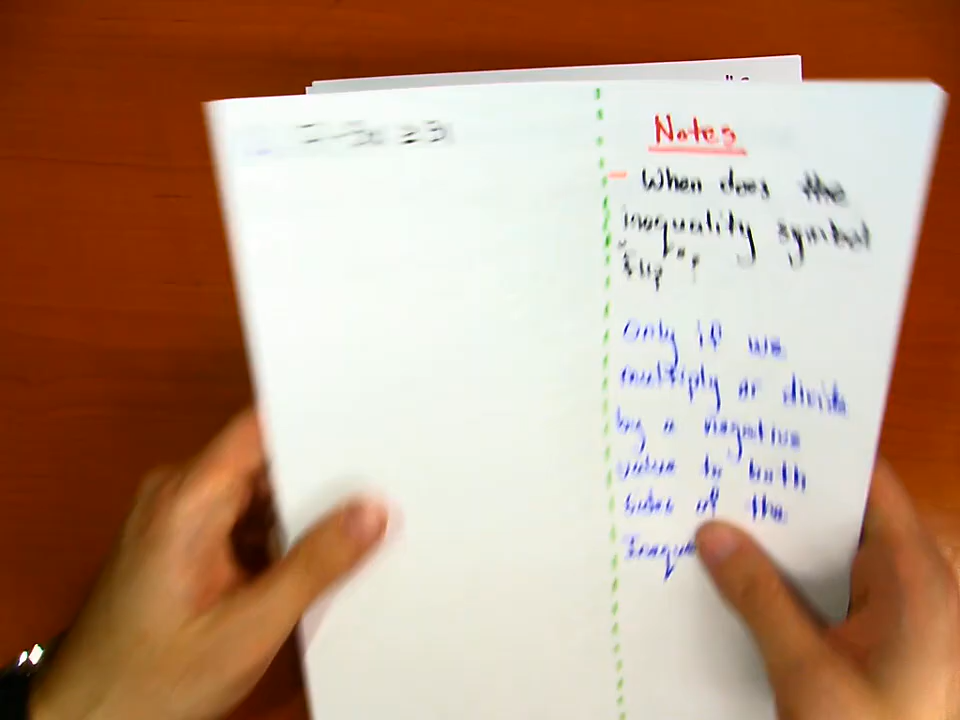 Notes
- When does the
inequality symbol
"flip"?
Only if we
multiply or divide
by a negative
value to both
sides of the